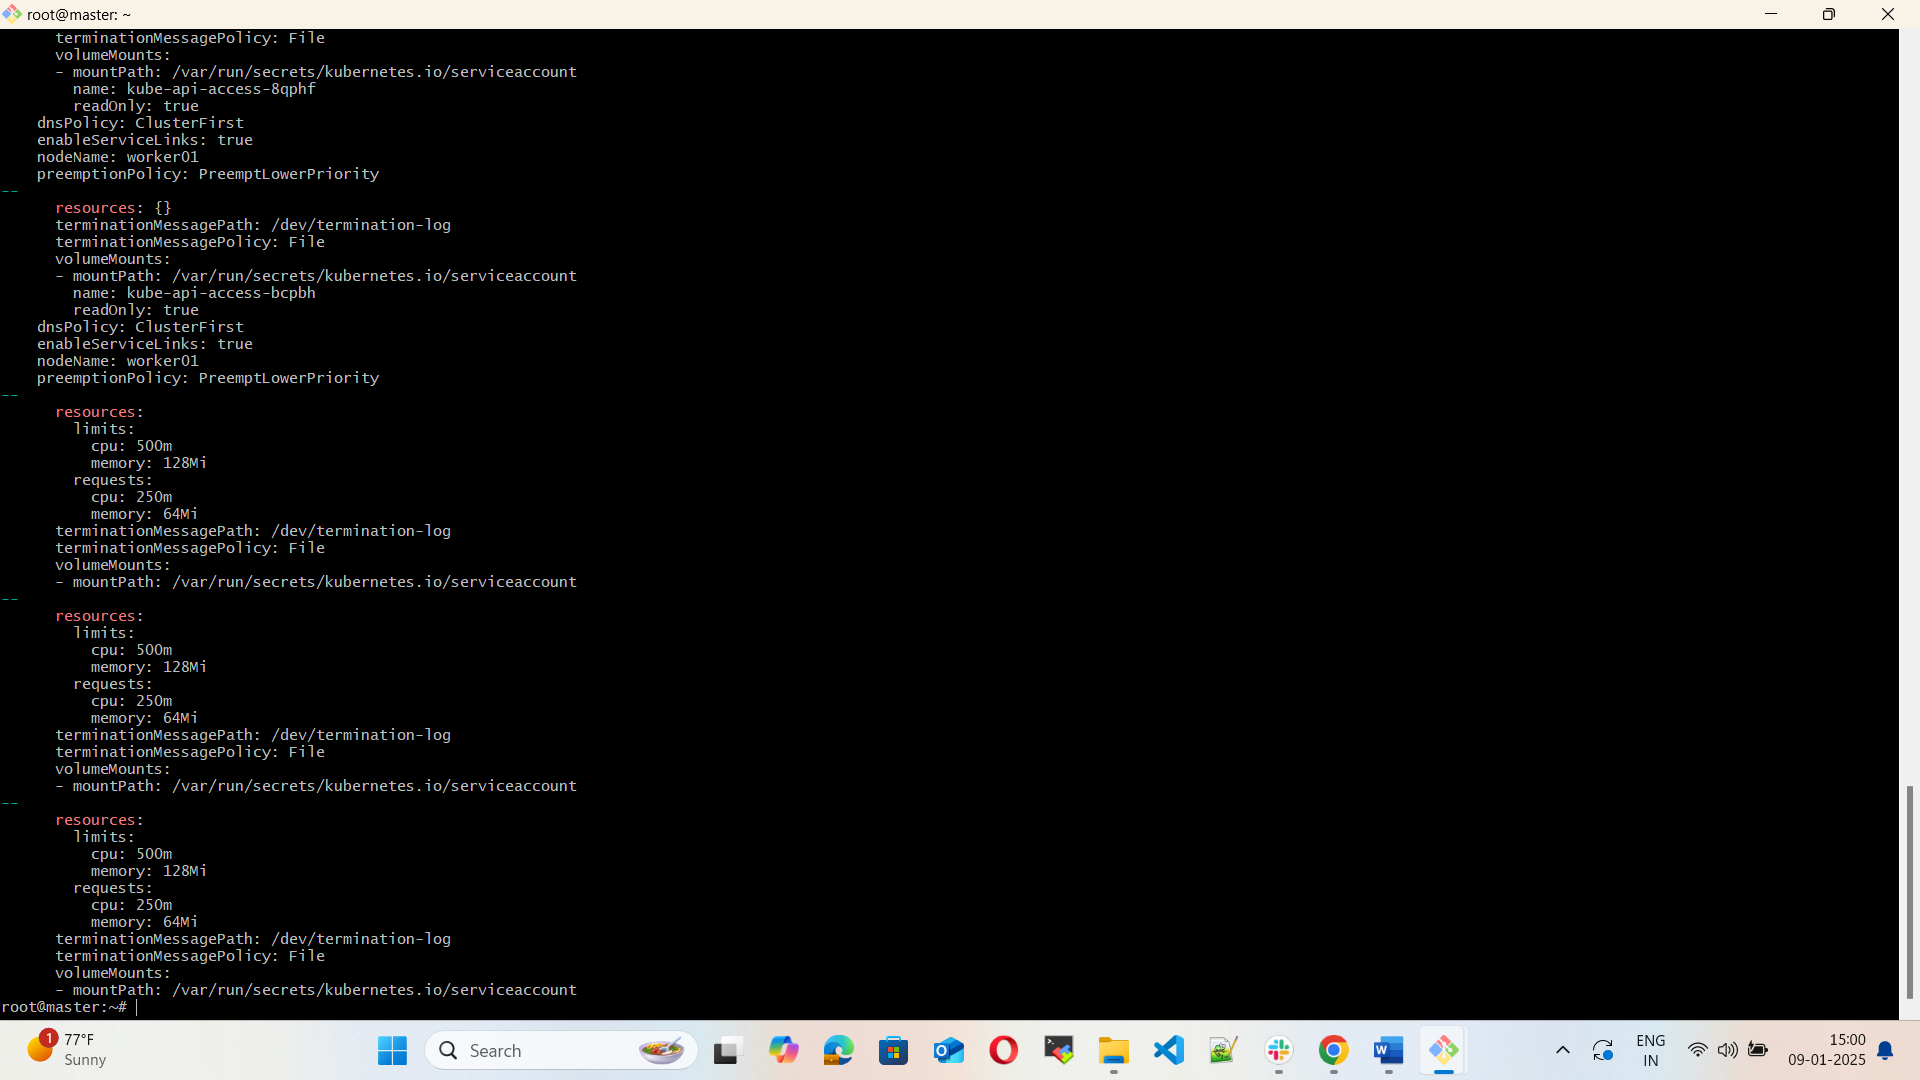 root@master: ~
      terminationMessagePolicy: File
      volumeMounts:
      - mountPath: /var/run/secrets/kubernetes.io/serviceaccount
        name: kube-api-access-8qphf
        readOnly: true
    dnsPolicy: ClusterFirst
    enableServiceLinks: true
    nodeName: worker01
    preemptionPolicy: PreemptLowerPriority
--
      resources: {}
      terminationMessagePath: /dev/termination-log
      terminationMessagePolicy: File
      volumeMounts:
      - mountPath: /var/run/secrets/kubernetes.io/serviceaccount
        name: kube-api-access-bcpbh
        readOnly: true
    dnsPolicy: ClusterFirst
    enableServiceLinks: true
    nodeName: worker01
    preemptionPolicy: PreemptLowerPriority
--
      resources:
        limits:
          cpu: 500m
          memory: 128Mi
        requests:
          cpu: 250m
          memory: 64Mi
      terminationMessagePath: /dev/termination-log
      terminationMessagePolicy: File
      volumeMounts:
      - mountPath: /var/run/secrets/kubernetes.io/serviceaccount
--
      resources:
        limits:
          cpu: 500m
          memory: 128Mi
        requests:
          cpu: 250m
          memory: 64Mi
      terminationMessagePath: /dev/termination-log
      terminationMessagePolicy: File
      volumeMounts:
      - mountPath: /var/run/secrets/kubernetes.io/serviceaccount
--
      resources:
        limits:
          cpu: 500m
          memory: 128Mi
        requests:
          cpu: 250m
          memory: 64Mi
      terminationMessagePath: /dev/termination-log
      terminationMessagePolicy: File
      volumeMounts:
      - mountPath: /var/run/secrets/kubernetes.io/serviceaccount
root@master:~#
1
77°F
Sunny
Search
ENG
IN
15:00
09-01-2025